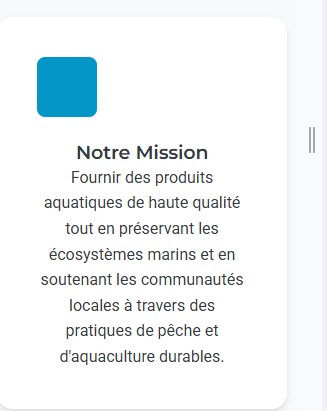 Notre Mission
Fournir des produits
aquatiques de haute qualité
tout en préservant les
écosystèmes marins et en
soutenant les communautés
locales à travers des
pratiques de pêche et
d'aquaculture durables.